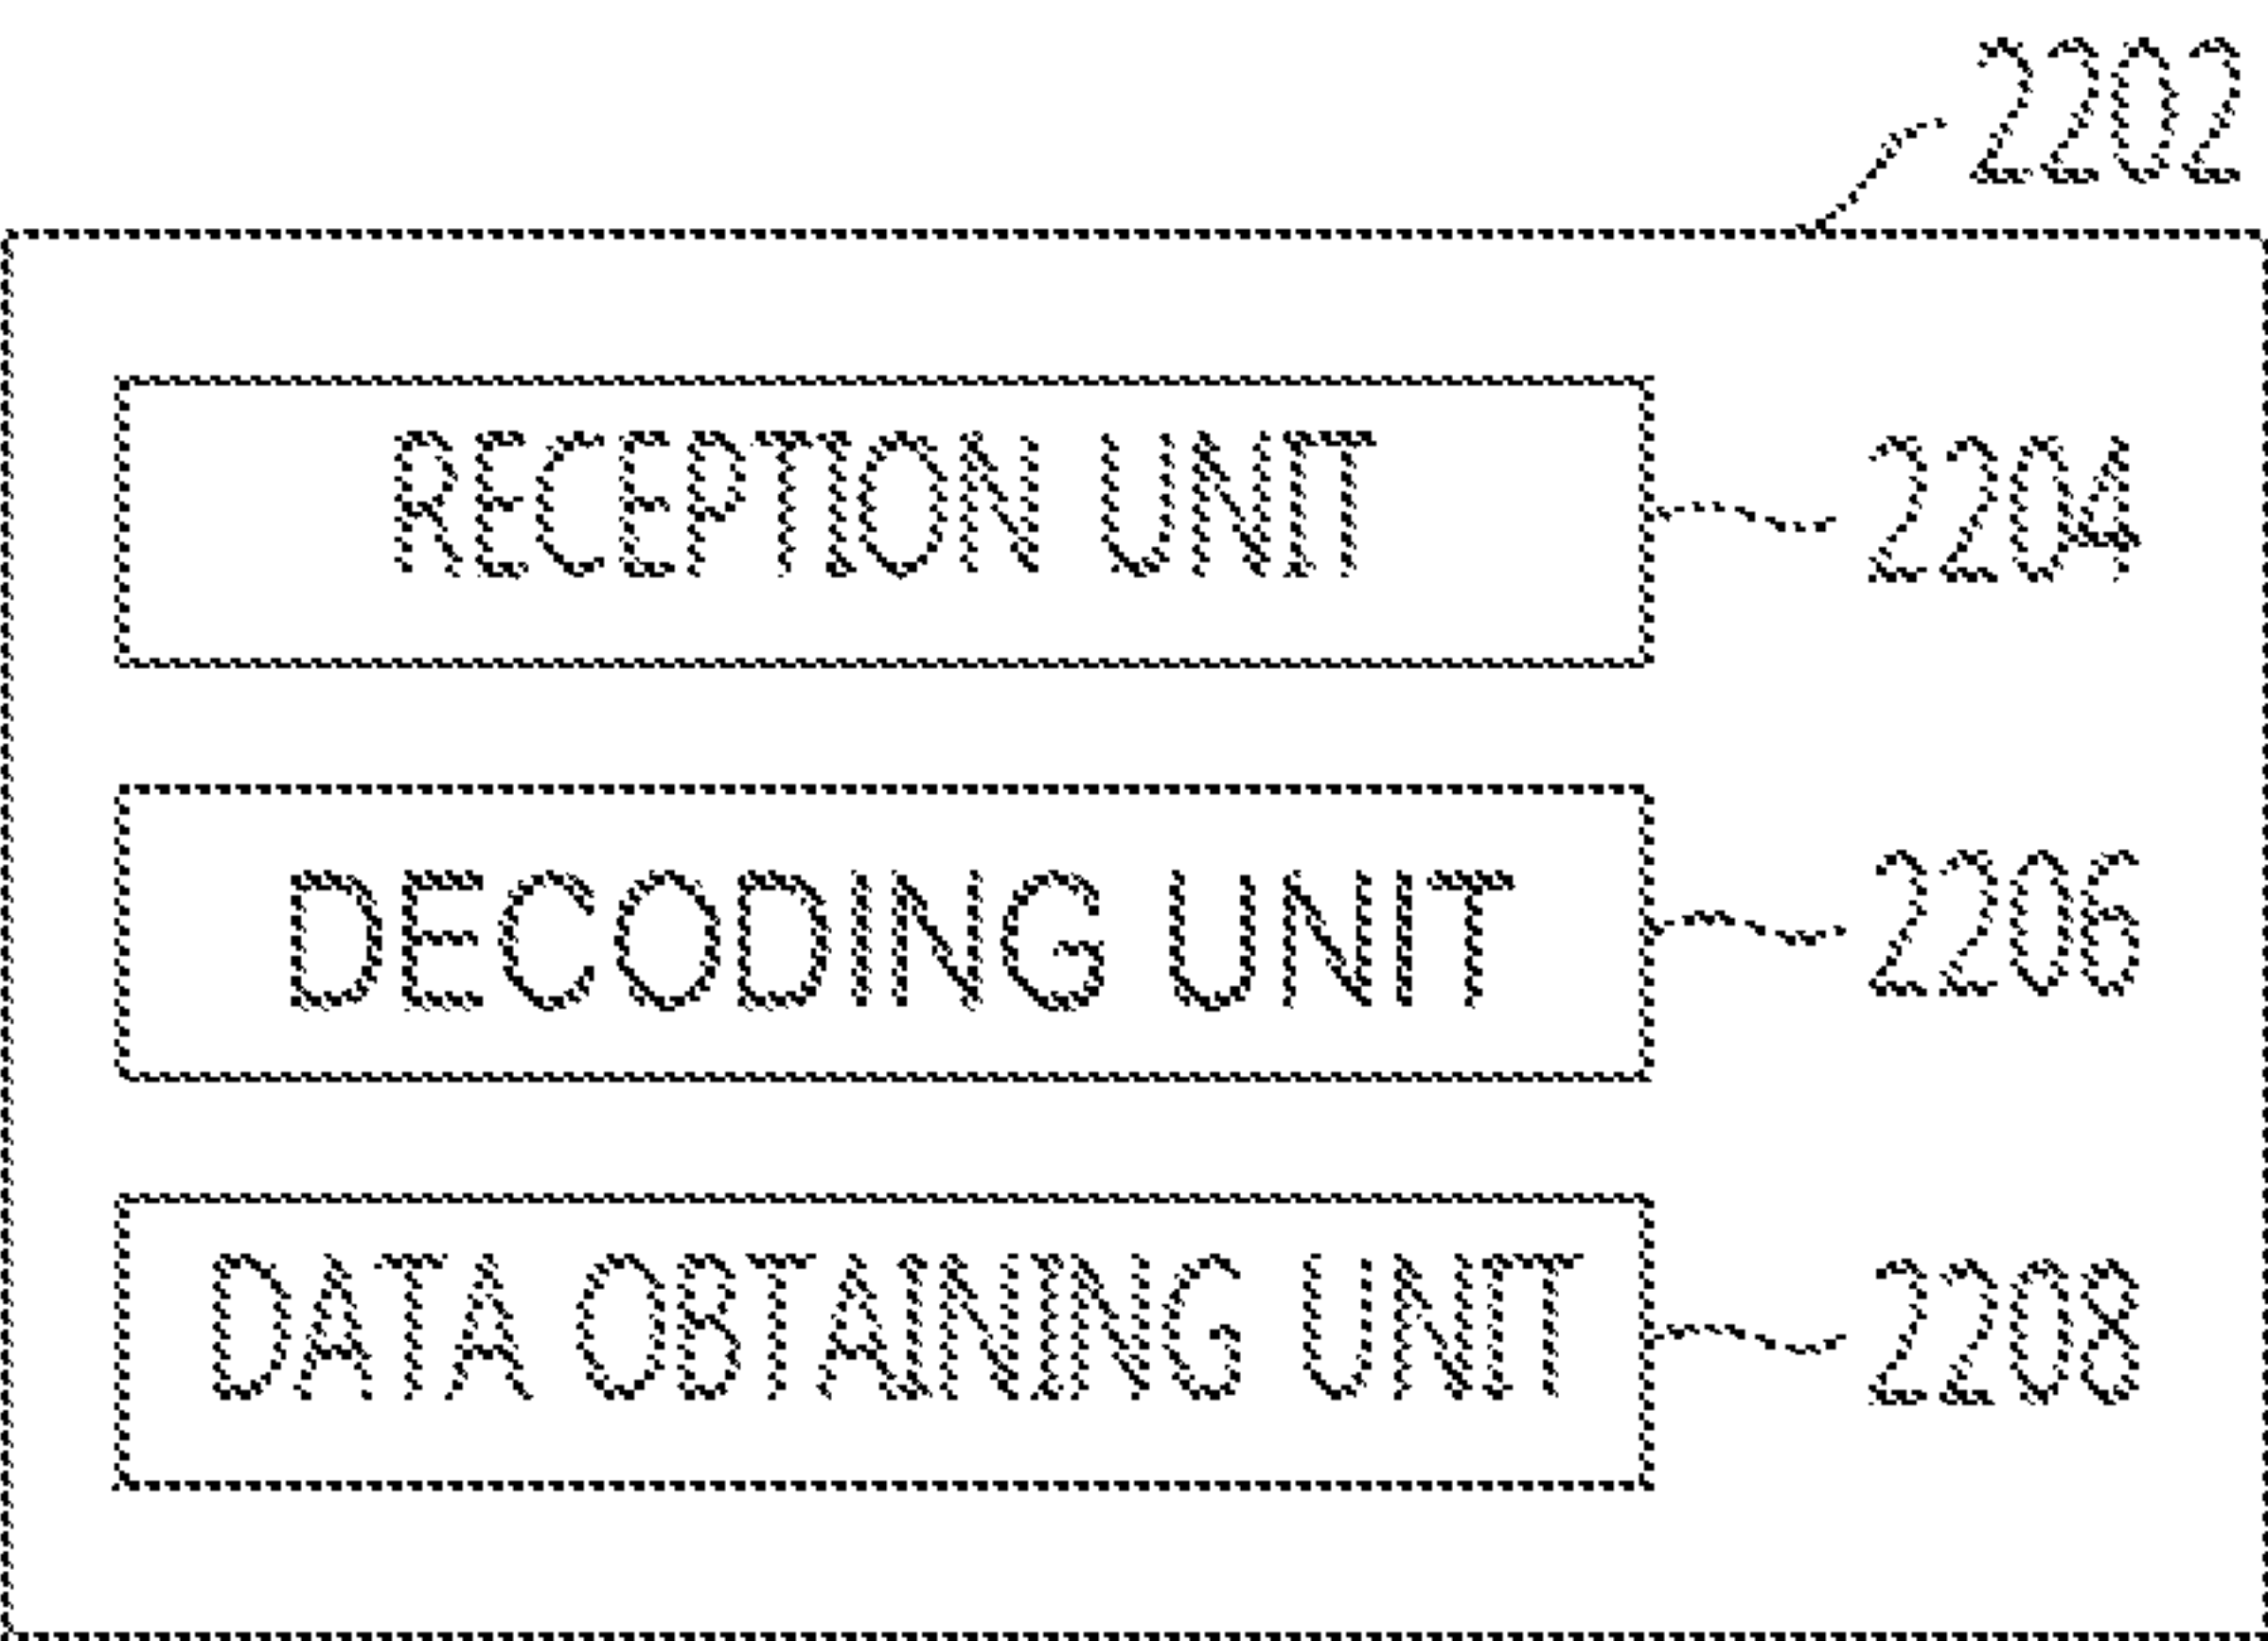 2202
RECEPTION UNIT 2204
DECODING UNIT 2206
DATA OBTAINING UNIT 2208